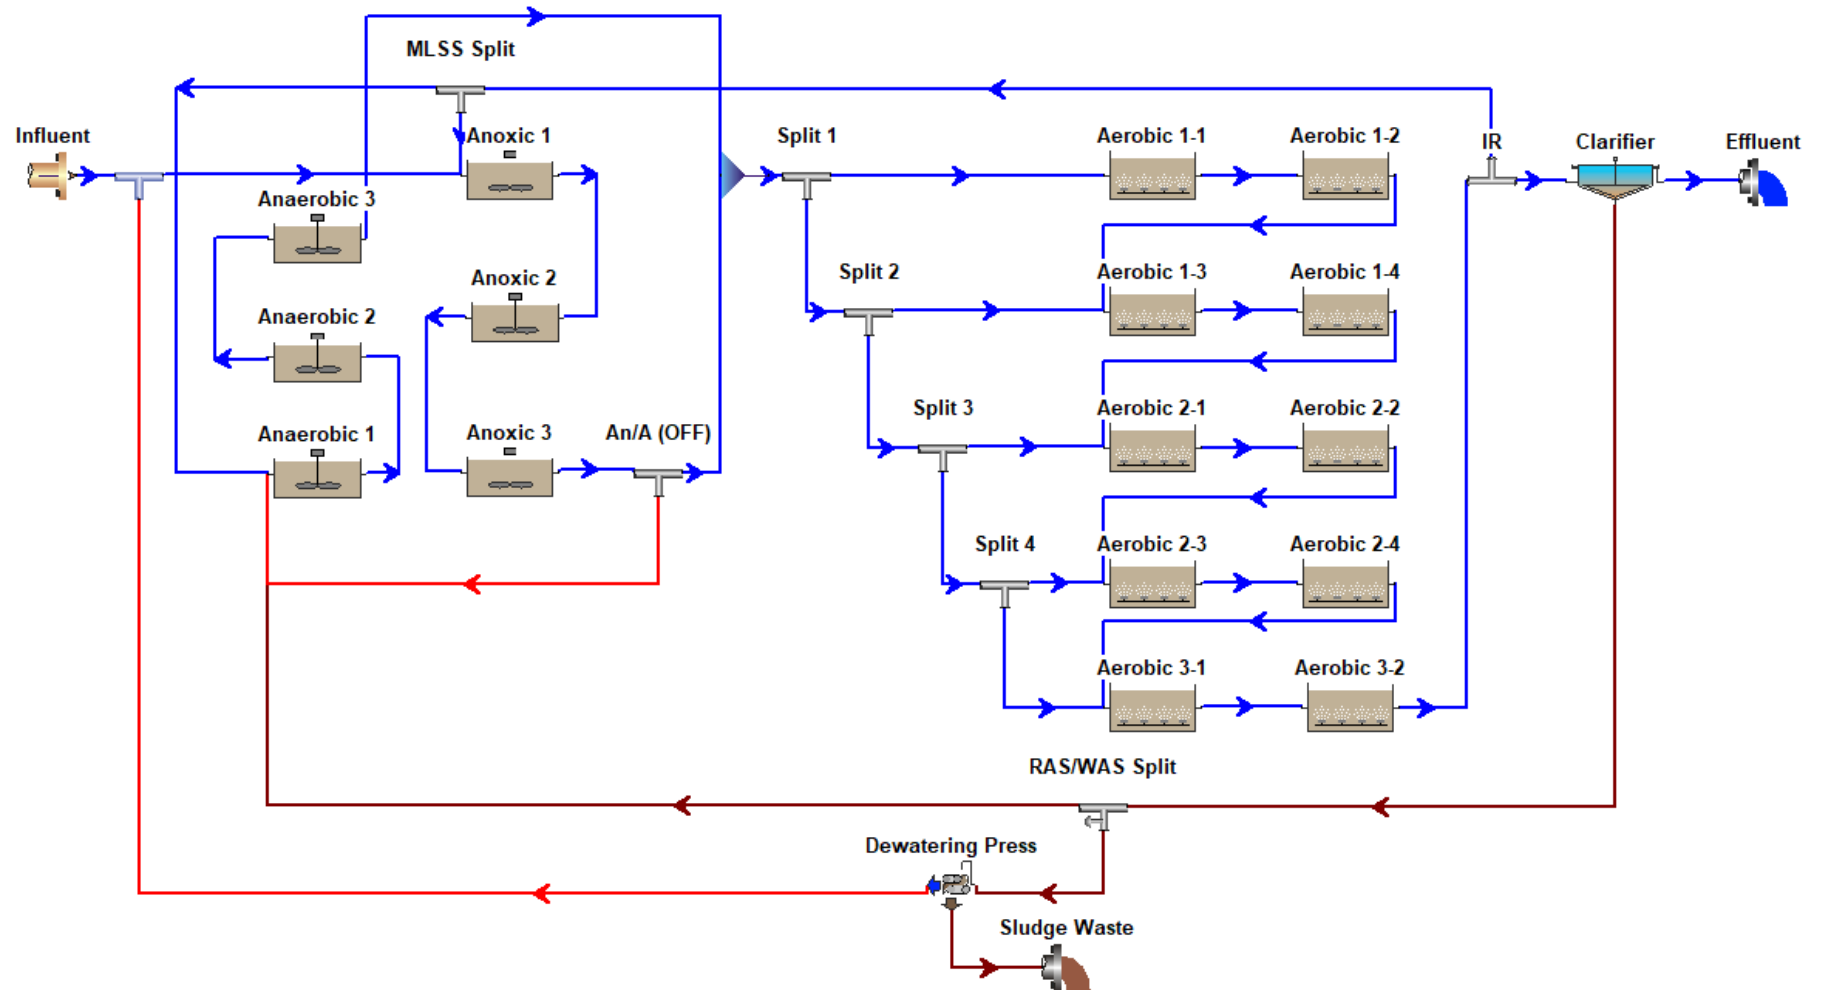 MLSS Split
Influent
Anoxic 1
Split 1
Aerobic 1-1
Aerobic 1-2
IR
Clarifier
Effluent
Anaerobic 3
Anoxic 2
Split 2
Aerobic 1-3
Aerobic 1-4
Anaerobic 2
Split 3
Aerobic 2-1
Aerobic 2-2
Anaerobic 1
Anoxic 3
An/A (OFF)
Split 4
Aerobic 2-3
Aerobic 2-4
Aerobic 3-1
Aerobic 3-2
RAS/WAS Split
Dewatering Press
Sludge Waste